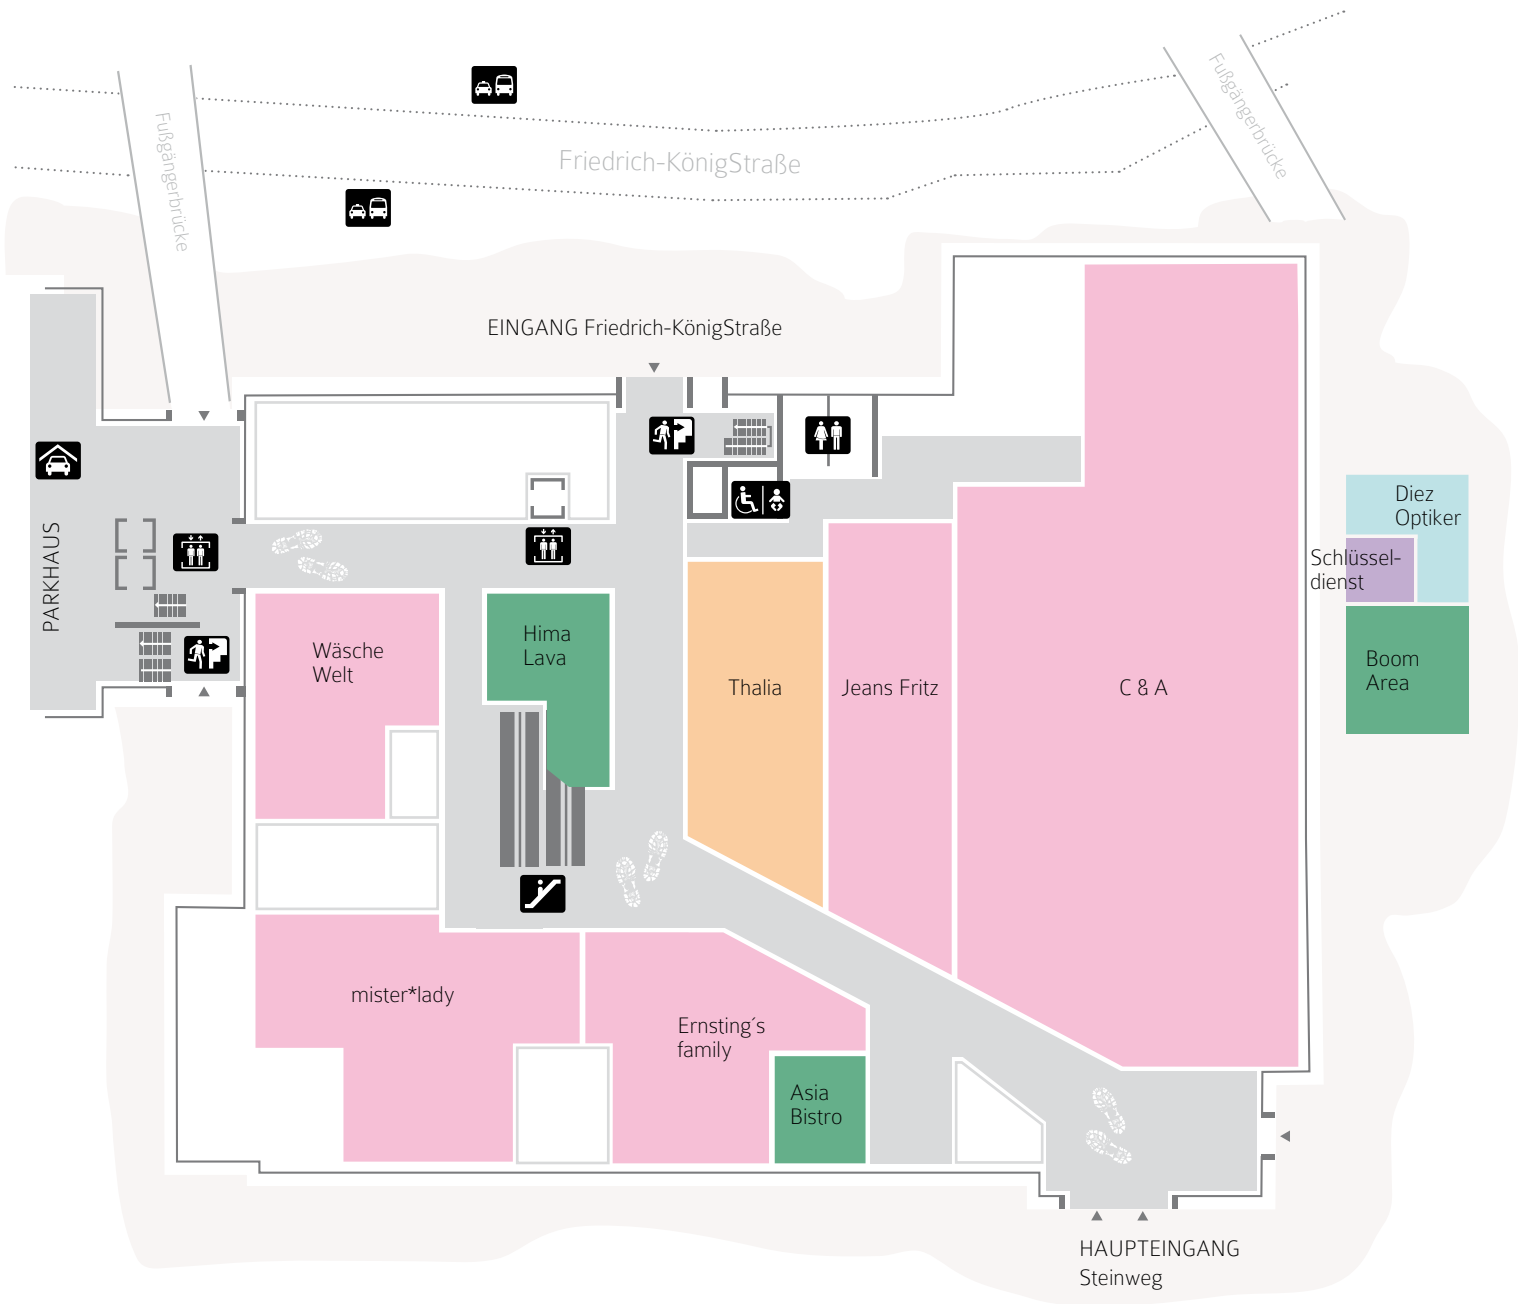 Fußgängerbrücke
Fußgängerbrücke
Friedrich-KönigStraße
EINGANG Friedrich-KönigStraße
PARKHAUS
Diez
Optiker
Schlüssel-
dienst
Boom
Area
Wäsche
Welt
Hima
Lava
Thalia
Jeans Fritz
C & A
mister*lady
Ernsting´s
family
Asia
Bistro
HAUPTEINGANG
Steinweg